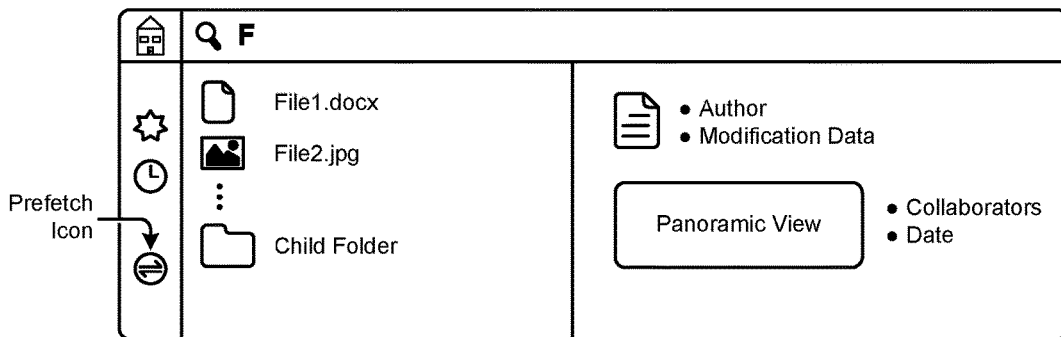 F
File1.docx
File2.jpg
Child Folder
Prefetch
Icon
Author
Modification Data
Panoramic View
Collaborators
Date